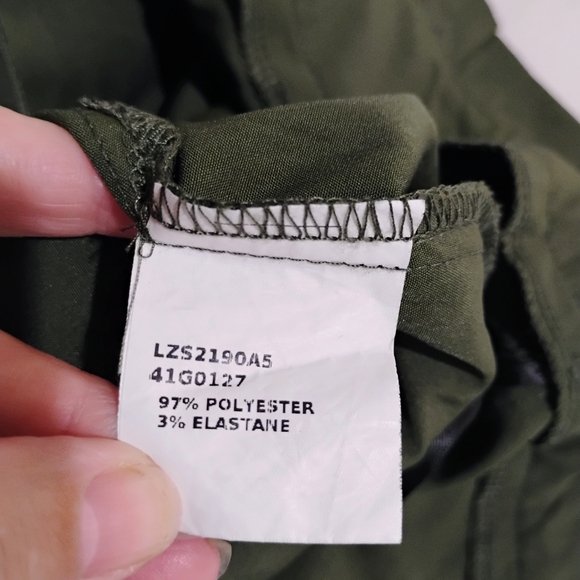 LZS2190A5
41G0127
97% POLYESTER
3% ELASTANE